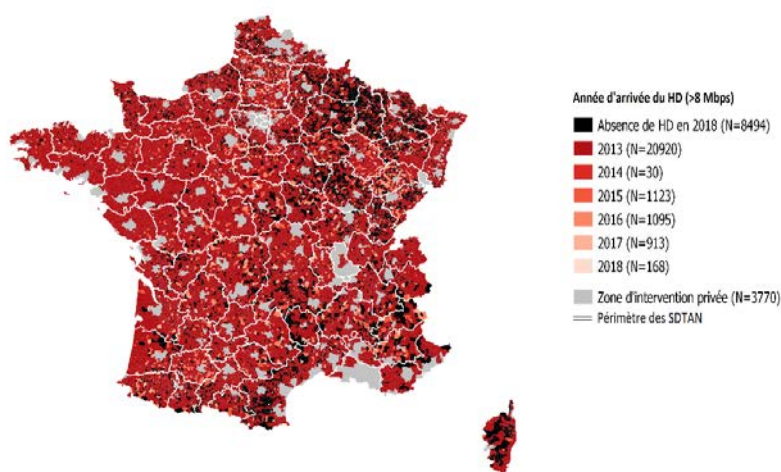 Année d'arrivée du HD (>8 Mbps)
Absence de HD en 2018 (N=8494)
2013 (N=20920)
2014 (N=30)
2015 (N=1123)
2016 (N=1095)
2017 (N=913)
2018 (N=168)
Zone d'intervention privée (N=3770)
Périmètre des SDTAN